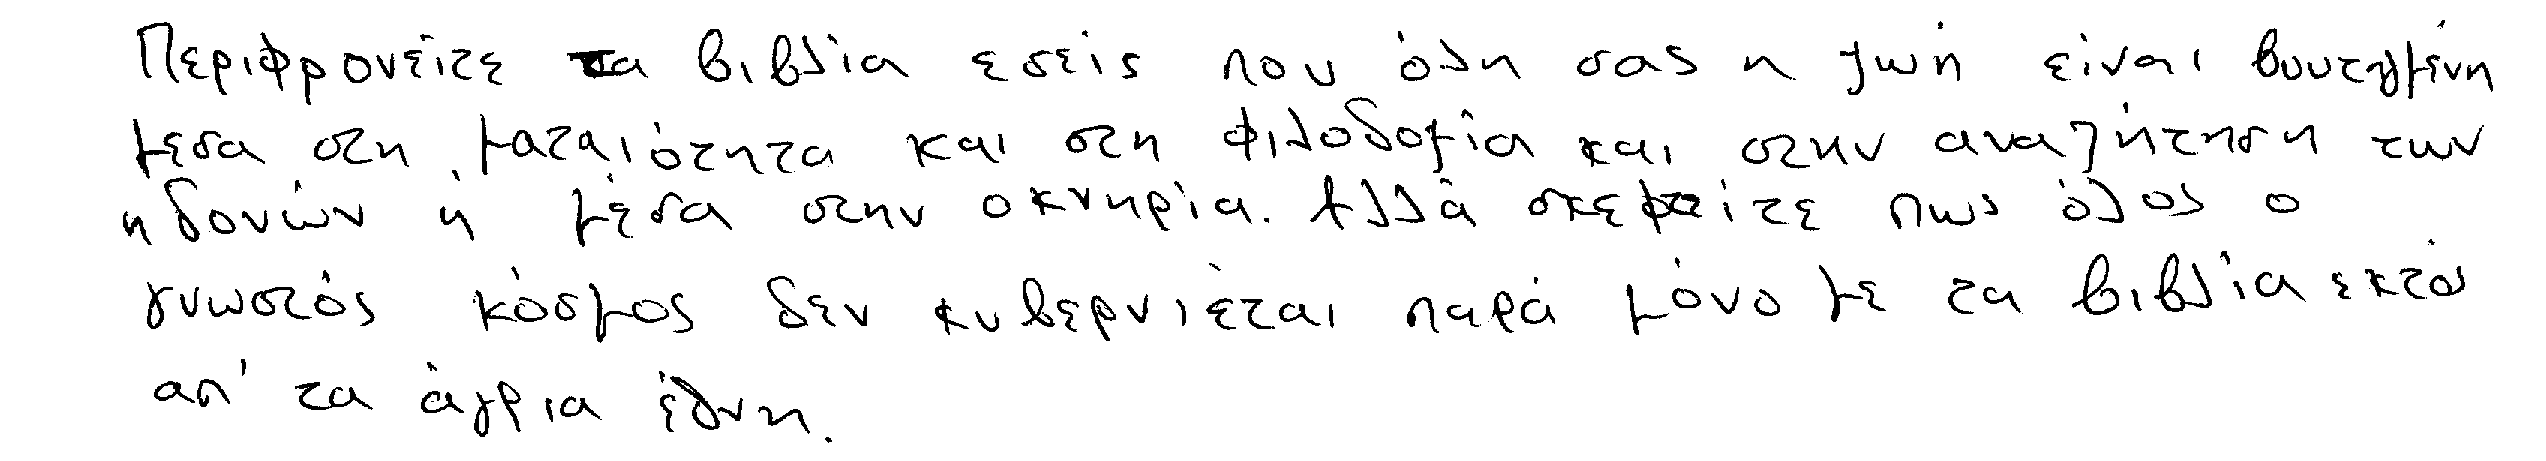 Περιφρονείτε τα βιβλία εσείς που όλη σας η ζωή είναι βουτηγμένη
μεσα στη ματαιότητα και στη φιλοδοξία και στην αναζήτηση των
ηδονών ή μέσα στην οκνηρία. Αλλά σκεφτείτε πως όλος ο
γνωστός κόσμος δεν κυβερνιέται παρά μόνο με τα βιβλία εκτός
απ' τα άγρια έθνη.